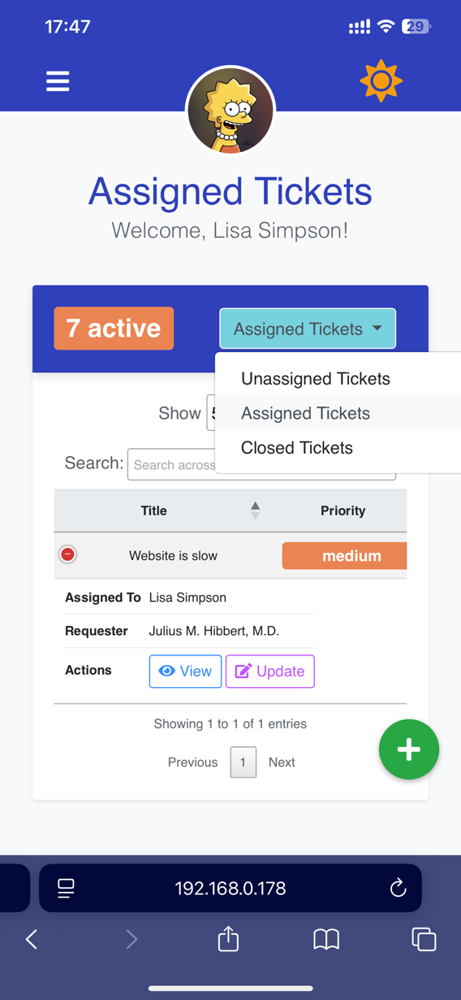 17:47
29
Assigned Tickets
Welcome, Lisa Simpson!
7 active
Assigned Tickets
Unassigned Tickets
Assigned Tickets
Closed Tickets
Show
Search: Search across
Title Priority
Website is slow medium
Assigned To Lisa Simpson
Requester Julius M. Hibbert, M.D.
Actions View Update
Showing 1 to 1 of 1 entries
Previous 1 Next
192.168.0.178